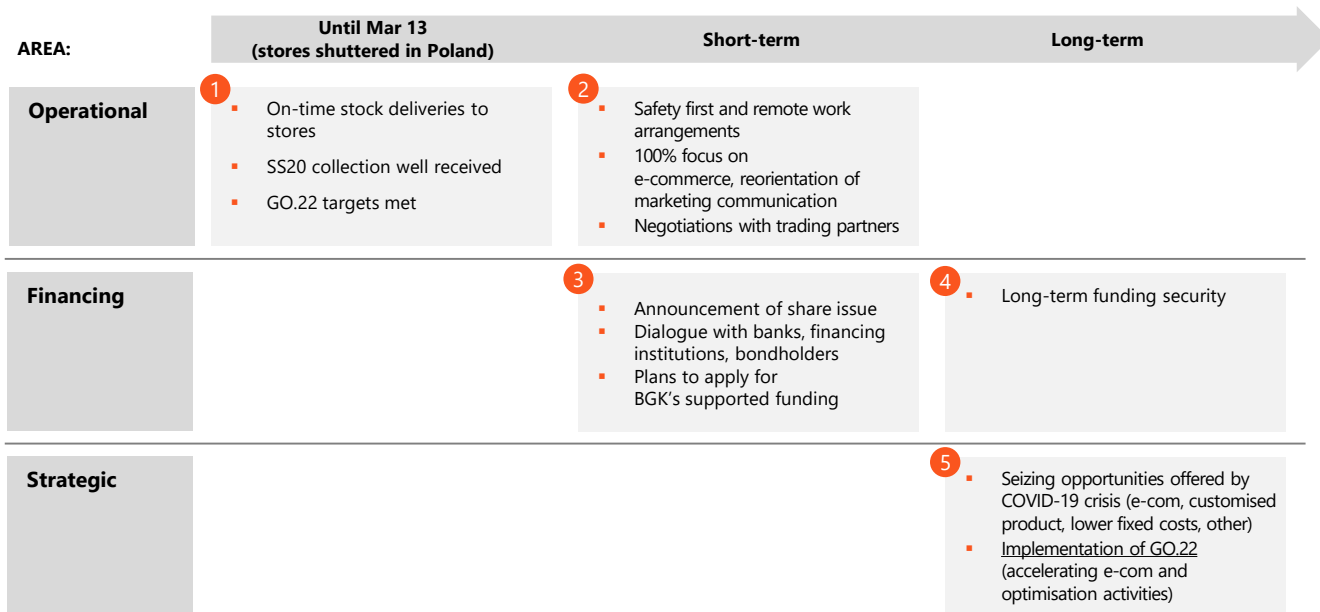 AREA:
Until Mar 13
(stores shuttered in Poland)
Short-term
Long-term
Operational
1
▪ On-time stock deliveries to
stores
▪ SS20 collection well received
▪ GO.22 targets met
2
▪ Safety first and remote work
arrangements
▪ 100% focus on
e-commerce, reorientation of
marketing communication
▪ Negotiations with trading partners
Financing
3
▪ Announcement of share issue
▪ Dialogue with banks, financing
institutions, bondholders
▪ Plans to apply for
BGK's supported funding
4
▪ Long-term funding security
Strategic
5
▪ Seizing opportunities offered by
COVID-19 crisis (e-com, customised
product, lower fixed costs, other)
▪ Implementation of GO.22
(accelerating e-com and
optimisation activities)